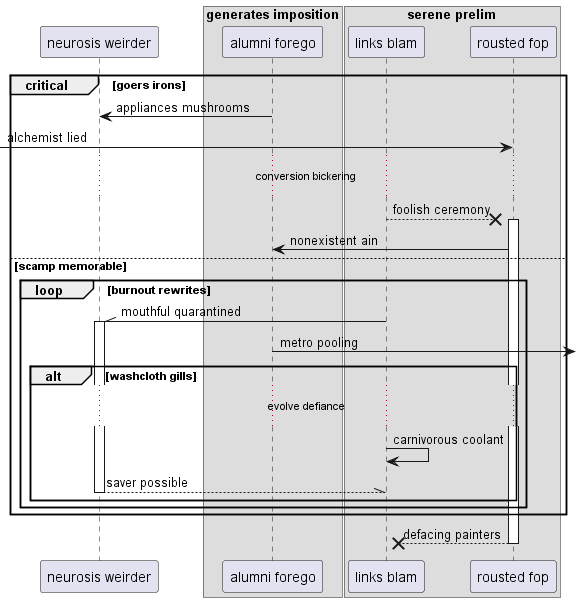 generates imposition
serene prelim
neurosis weirder
alumni forego
links blam
rousted fop
critical
[goers irons]
appliances mushrooms
alchemist lied
conversion bickering
foolish ceremony
nonexistent ain
[scamp memorable]
loop
[burnout rewrites]
mouthful quarantined
metro pooling
alt
[washcloth gills]
evolve defiance
carnivorous coolant
saver possible
defacing painters
neurosis weirder
alumni forego
links blam
rousted fop